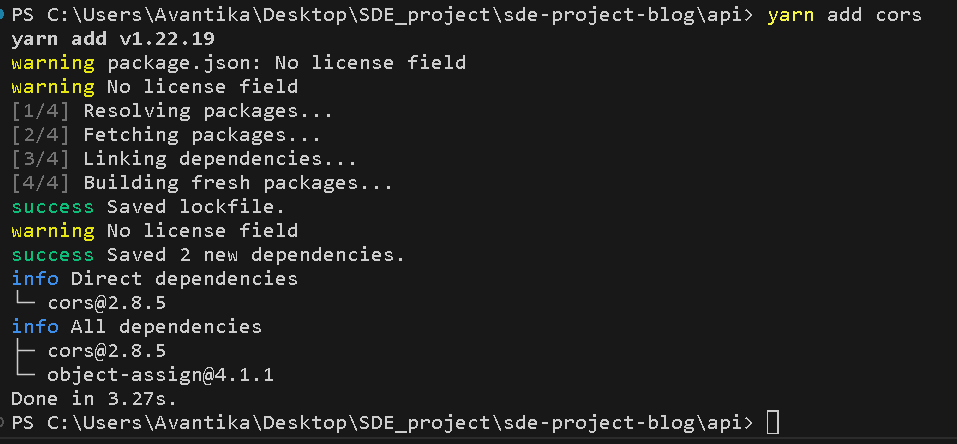 PS C:\Users\Avantika\Desktop\SDE_project\sde-project-blog\api> yarn add cors
yarn add v1.22.19
warning package.json: No license field
warning No license field
[1/4] Resolving packages...
[2/4] Fetching packages...
[3/4] Linking dependencies...
[4/4] Building fresh packages...
success Saved lockfile.
warning No license field
success Saved 2 new dependencies.
info Direct dependencies
└─ cors@2.8.5
info All dependencies
├─ cors@2.8.5
└─ object-assign@4.1.1
Done in 3.27s.
PS C:\Users\Avantika\Desktop\SDE_project\sde-project-blog\api>